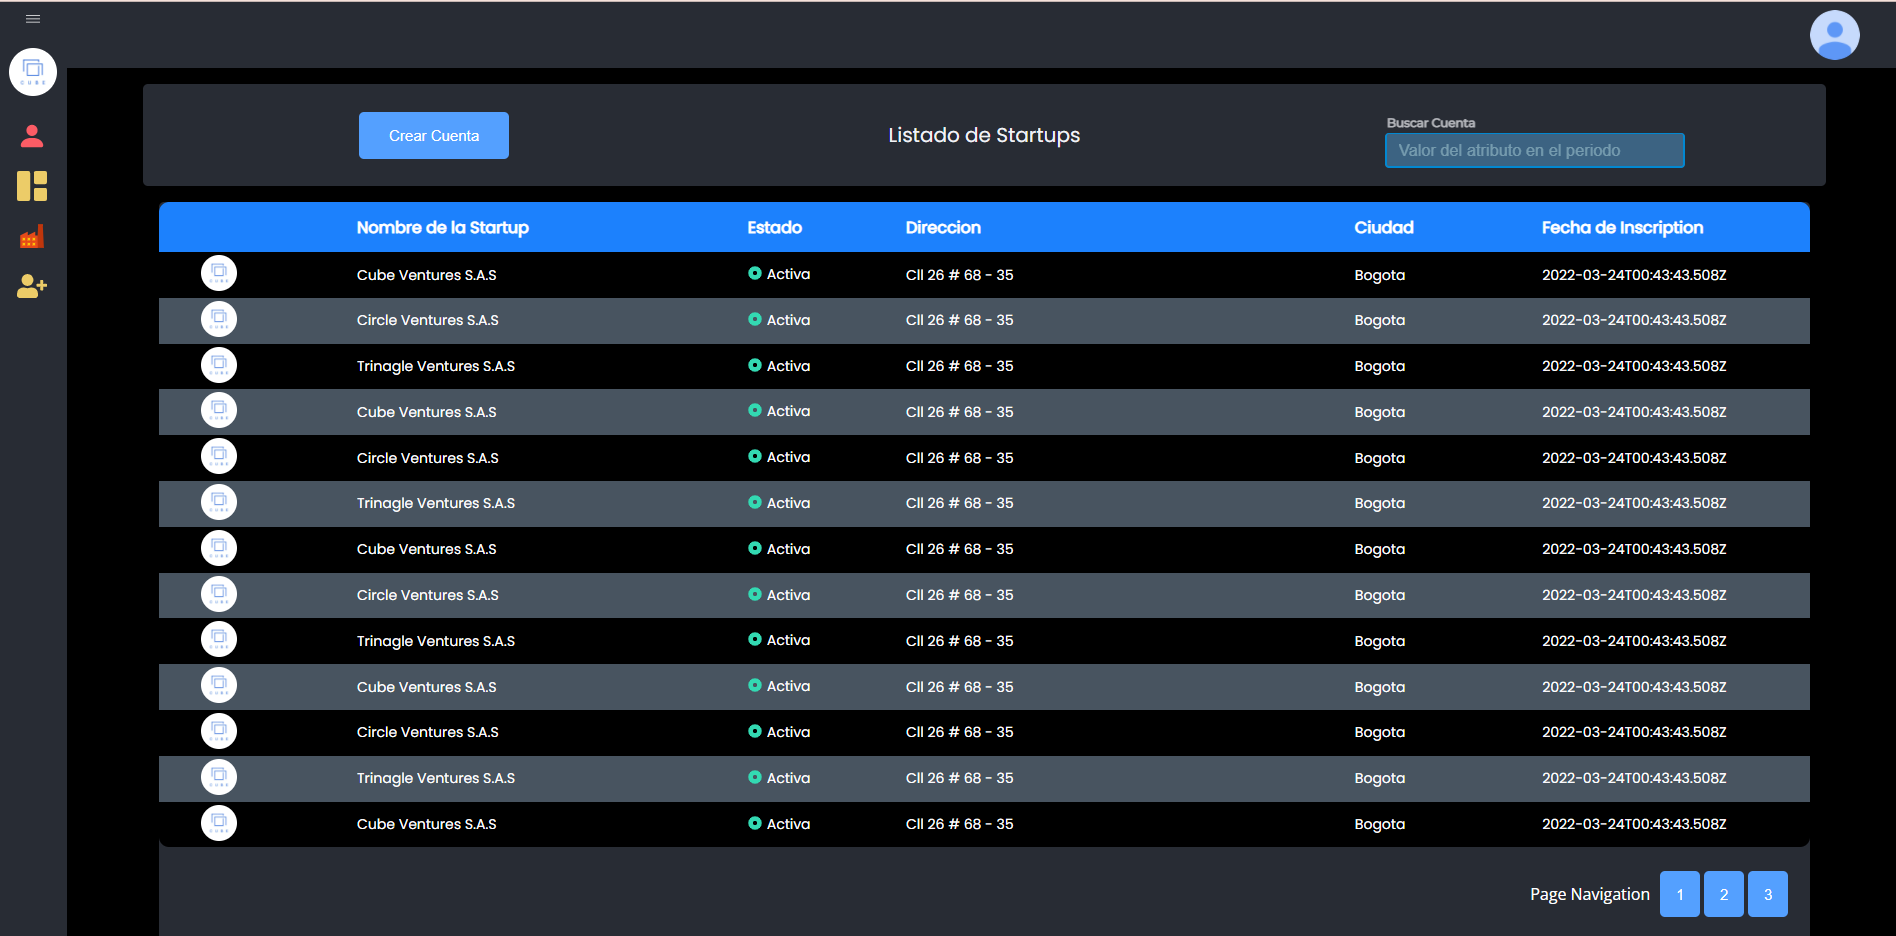 CUBE
Crear Cuenta
Listado de Startups
Buscar Cuenta
Valor del atributo en el periodo
Nombre de la Startup Estado Direccion Ciudad Fecha de Inscription
Cube Ventures S.A.S Activa Cll 26 # 68 - 35 Bogota 2022-03-24T00:43:43.508Z
Circle Ventures S.A.S Activa Cll 26 # 68 - 35 Bogota 2022-03-24T00:43:43.508Z
Trinagle Ventures S.A.S Activa Cll 26 # 68 - 35 Bogota 2022-03-24T00:43:43.508Z
Cube Ventures S.A.S Activa Cll 26 # 68 - 35 Bogota 2022-03-24T00:43:43.508Z
Circle Ventures S.A.S Activa Cll 26 # 68 - 35 Bogota 2022-03-24T00:43:43.508Z
Trinagle Ventures S.A.S Activa Cll 26 # 68 - 35 Bogota 2022-03-24T00:43:43.508Z
Cube Ventures S.A.S Activa Cll 26 # 68 - 35 Bogota 2022-03-24T00:43:43.508Z
Circle Ventures S.A.S Activa Cll 26 # 68 - 35 Bogota 2022-03-24T00:43:43.508Z
Trinagle Ventures S.A.S Activa Cll 26 # 68 - 35 Bogota 2022-03-24T00:43:43.508Z
Cube Ventures S.A.S Activa Cll 26 # 68 - 35 Bogota 2022-03-24T00:43:43.508Z
Circle Ventures S.A.S Activa Cll 26 # 68 - 35 Bogota 2022-03-24T00:43:43.508Z
Trinagle Ventures S.A.S Activa Cll 26 # 68 - 35 Bogota 2022-03-24T00:43:43.508Z
Cube Ventures S.A.S Activa Cll 26 # 68 - 35 Bogota 2022-03-24T00:43:43.508Z
Page Navigation 1 2 3